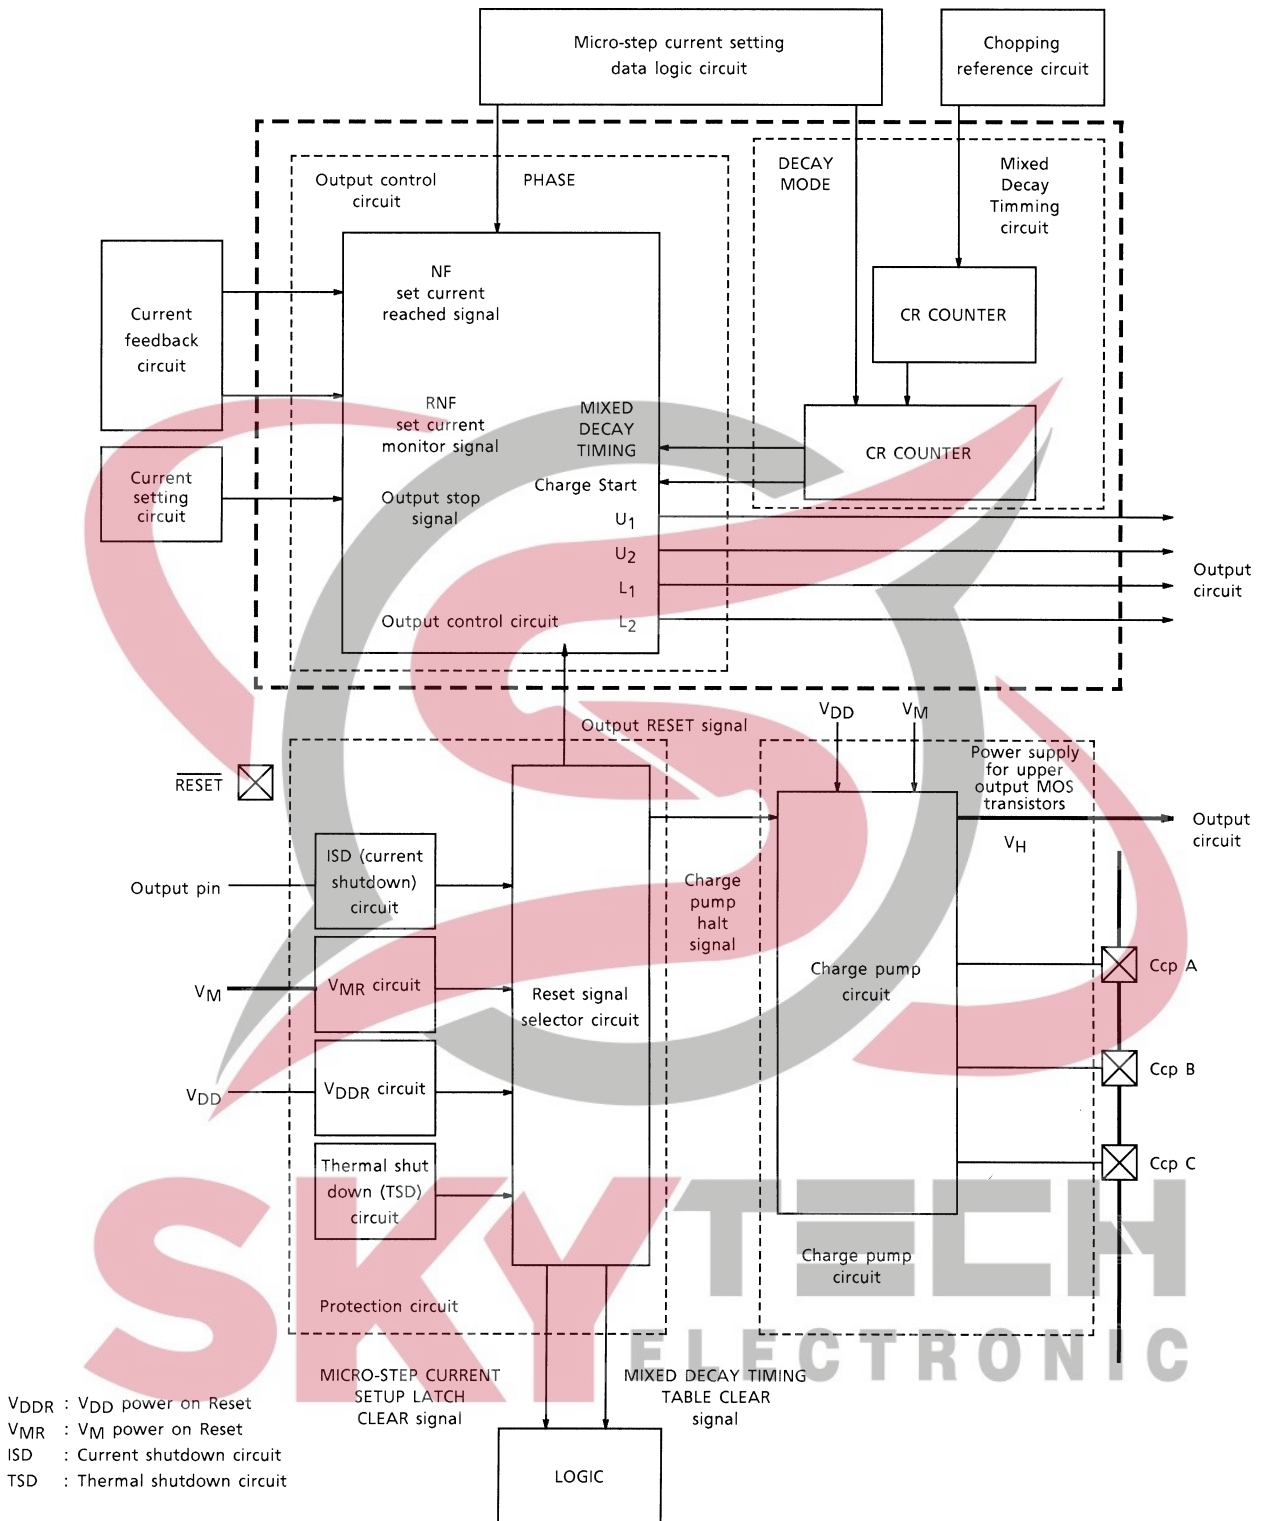 Micro-step current setting
data logic circuit
Chopping
reference circuit
Output control
circuit
PHASE
DECAY
MODE
Mixed
Decay
Timming
circuit
Current
feedback
circuit
NF
set current
reached signal
CR COUNTER
RNF
set current
monitor signal
MIXED
DECAY
TIMING
CR COUNTER
Current
setting
circuit
Output stop
signal
Charge Start
U1
U2
L1
L2
Output
circuit
Output control circuit
Output RESET signal
VDD
VM
RESET
Power supply
for upper
output MOS
transistors
VH
Output
circuit
Output pin
ISD (current
shutdown)
circuit
Charge
pump
halt
signal
VM
VMR circuit
Reset signal
selector circuit
Charge pump
circuit
Ccp A
VDD
VDDR circuit
Ccp B
Thermal shut
down (TSD)
circuit
Ccp C
Charge pump
circuit
Protection circuit
SKYTECH
ELECTRONIC
MICRO-STEP CURRENT
SETUP LATCH
CLEAR signal
MIXED DECAY TIMING
TABLE CLEAR
signal
LOGIC
VDDR : VDD power on Reset
VMR : VM power on Reset
ISD : Current shutdown circuit
TSD : Thermal shutdown circuit